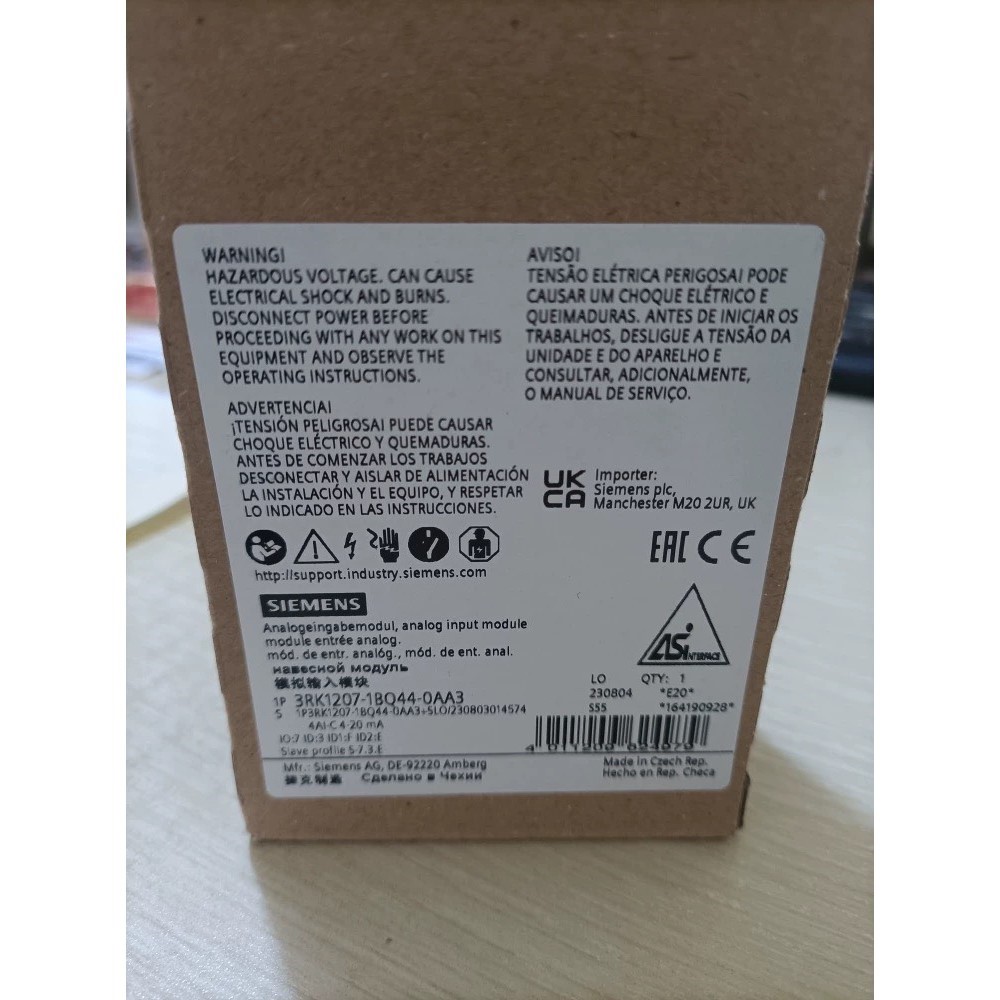 WARNING!
HAZARDOUS VOLTAGE. CAN CAUSE
ELECTRICAL SHOCK AND BURNS.
DISCONNECT POWER BEFORE
PROCEEDING WITH ANY WORK ON THIS
EQUIPMENT AND OBSERVE THE
OPERATING INSTRUCTIONS.
ADVERTENCIA!
¡TENSIÓN PELIGROSA! PUEDE CAUSAR
CHOQUE ELÉCTRICO Y QUEMADURAS.
ANTES DE COMENZAR LOS TRABAJOS
DESCONECTAR Y AISLAR DE ALIMENTACIÓN
LA INSTALACIÓN Y EL EQUIPO, Y RESPETAR
LO INDICADO EN LAS INSTRUCCIONES.
AVISO!
TENSÃO ELÉTRICA PERIGOSA! PODE
CAUSAR UM CHOQUE ELÉTRICO E
QUEIMADURAS. ANTES DE INICIAR OS
TRABALHOS, DESLIGUE A TENSÃO DA
UNIDADE E DO APARELHO E
CONSULTAR, ADICIONALMENTE,
O MANUAL DE SERVIÇO.
UK
CA
Importer:
Siemens plc,
Manchester M20 2UR, UK
EAC CE
http://support.industry.siemens.com
SIEMENS
Analogeingabemodul, analog input module
module entrée analog.
mód. de entr. analóg., mód. de ent. anal.
навесной модуль
模拟输入模块
1P 3RK1207-1BQ44-0AA3
S 1P3RK1207-1BQ44-0AA3+SLO/230803014574
4AI-C 4-20 mA
IO:7 ID:3 ID1:F ID2:E
Slave profile S-7.3.E
ASi INTERFACE
LO QTY: 1
230804 *E20*
S55 *164190928*
Mfr.: Siemens AG, DE-92220 Amberg
捷克制造 Сделано в Чехии
Made in Czech Rep.
Hecho en Rep. Checa